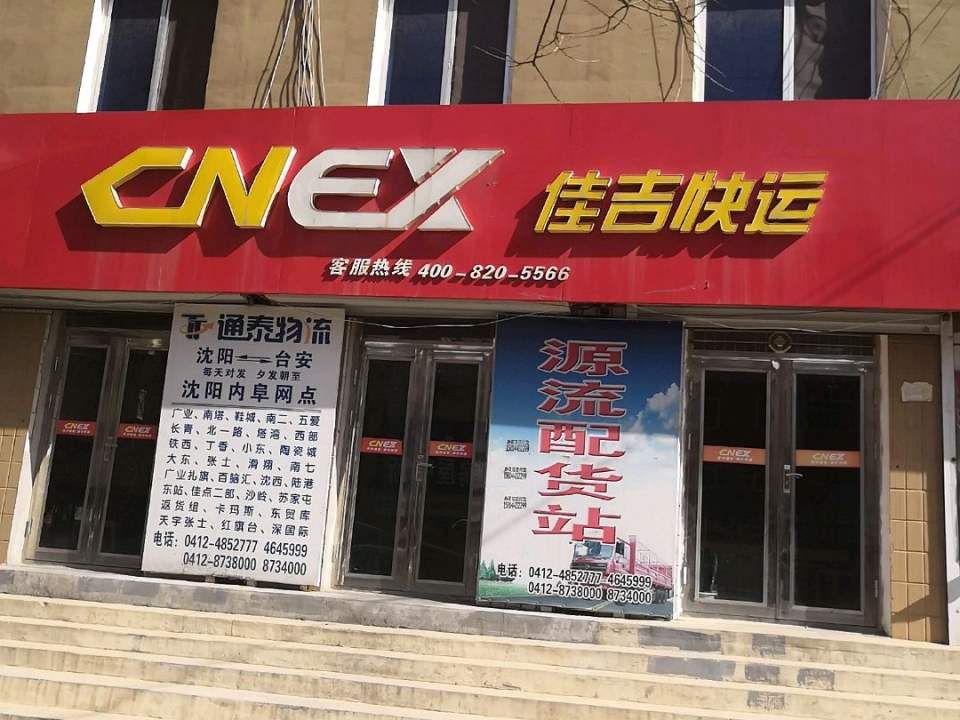 CNEX 佳吉快运
客服热线 400-820-5566
通泰物流
沈阳 台安
每天对发 夕发朝至
沈阳内阜网点
广业、南塔、鞋城、南二、五爱
长青、北一路、塔湾、西部
铁西、丁香、小东、陶瓷城
大东、张士、滑翔、南七
广业扎旗、百脑汇、沈西、陆港
东站、佳点二部、沙岭、苏家屯
返货组、卡玛斯、东贸库
天宇张士、红旗台、深国际
电话: 0412-4852777 4645999
0412-8738000 8734000
源流配货站
电话: 0412-4852777 4645999
0412-8738000 8734000
CNEX
CNEX
CNEX
CNEX
CNEX
CNEX